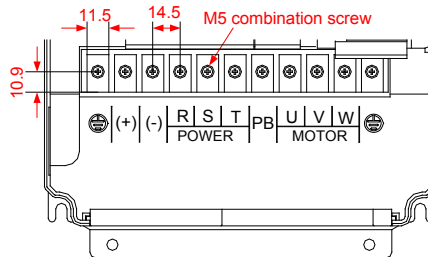 11.5
14.5
M5 combination screw
10.9
(+) (-) R S T PB U V W
POWER MOTOR